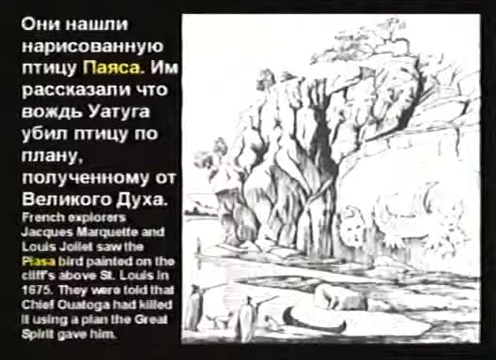 Они нашли
нарисованную
птицу Паяса. Им
рассказали что
вождь Уатуга
убил птицу по
плану,
полученному от
Великого Духа.
French explorers
Jacques Marquette and
Louis Joliet saw the
Piasa bird painted on the
cliff's above St. Louis in
1675. They were told that
Chief Ouatoga had killed
it using a plan the Great
Spirit gave him.